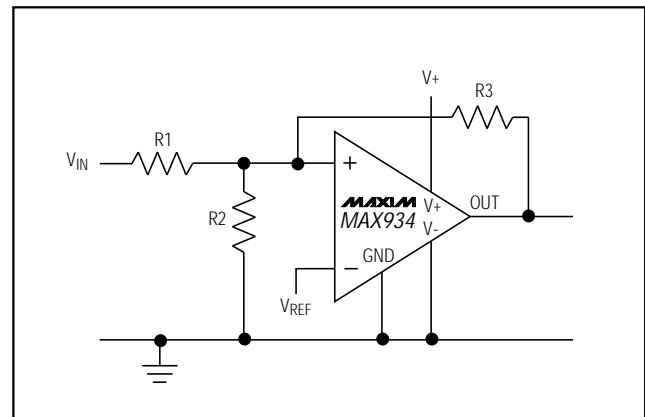 V+
R3
R1
VIN
+
MAXIM
MAX934
V+
OUT
R2
V-
GND
−
VREF